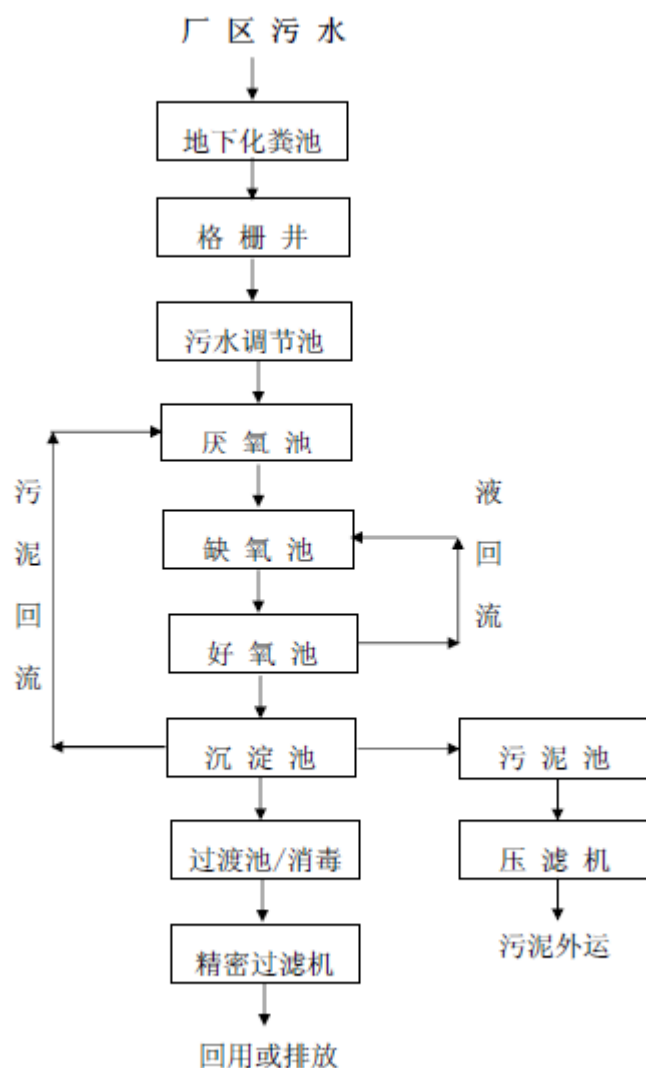 厂 区 污 水
地下化粪池
格 栅 井
污水调节池
厌 氧 池
缺 氧 池
好 氧 池
沉 淀 池
过渡池/消毒
精密过滤机
回用或排放
污泥回流
液回流
污 泥 池
压 滤 机
污泥外运